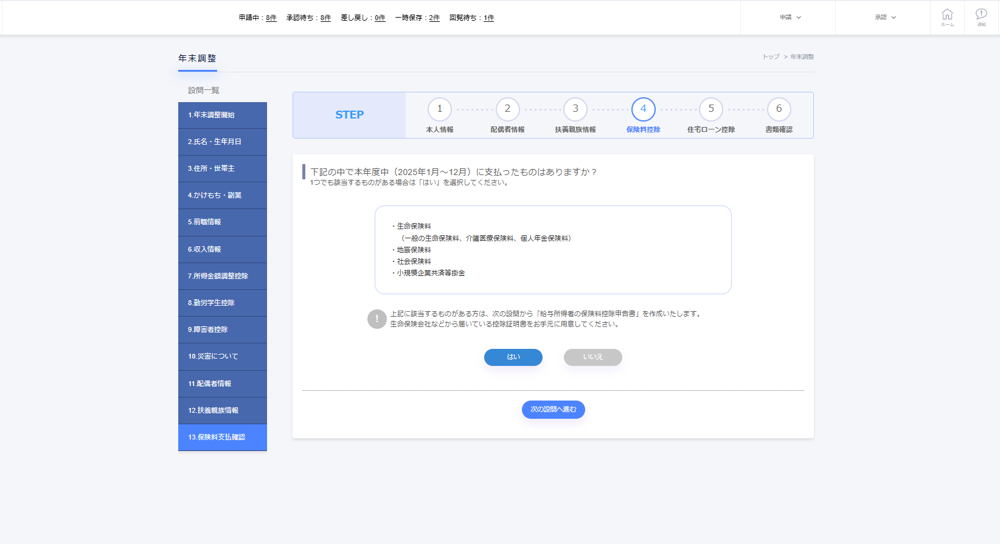 申請中：8件 承認待ち：8件 差し戻し：0件 一時保存：2件 回覧待ち：1件
申請
承認
ホーム
通知
年末調整
トップ ＞ 年末調整
設問一覧
1.年末調整開始
2.氏名・生年月日
3.住所・世帯主
4.かけもち・副業
5.前職情報
6.収入情報
7.所得金額調整控除
8.勤労学生控除
9.障害者控除
10.災害について
11.配偶者情報
12.扶養親族情報
13.保険料支払確認
STEP
1 2 3 4 5 6
本人情報 配偶者情報 扶養親族情報 保険料控除 住宅ローン控除 書類確認
下記の中で本年度中（2025年1月～12月）に支払ったものはありますか？
1つでも該当するものがある場合は「はい」を選択してください。
・生命保険料
（一般の生命保険料、介護医療保険料、個人年金保険料）
・地震保険料
・社会保険料
・小規模企業共済等掛金
!
上記に該当するものがある方は、次の設問から「給与所得者の保険料控除申告書」を作成いたします。
生命保険会社などから届いている控除証明書をお手元に用意してください。
はい いいえ
次の設問へ進む